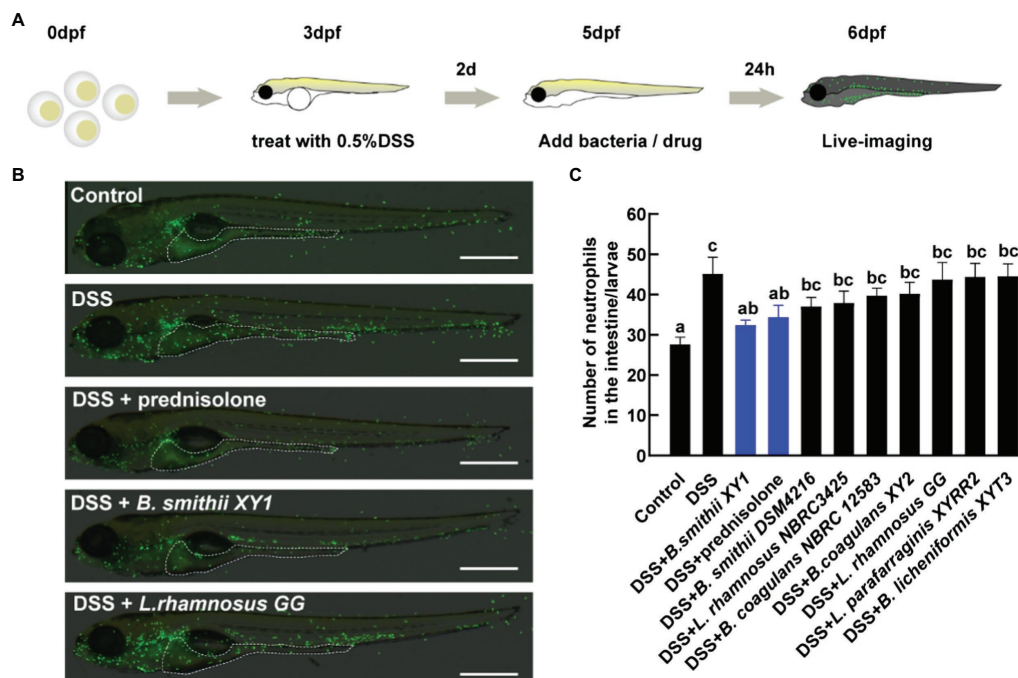 A
0dpf
3dpf
5dpf
6dpf
2d
24h
treat with 0.5%DSS
Add bacteria / drug
Live-imaging
B
Control
DSS
DSS + prednisolone
DSS + B. smithii XY1
DSS + L.rhamnosus GG
C
Number of neutrophils
in the intestine/larvae
60
50
40
30
20
10
0
a
c
ab
ab
bc
bc
bc
bc
bc
bc
bc
Control
DSS
DSS+B.smithii XY1
DSS+prednisolone
DSS+B. smithii DSM4216
DSS+L. rhamnosus NBRC3425
DSS+B. coagulans NBRC 12583
DSS+B.coagulans XY2
DSS+L. rhamnosus GG
DSS+L. parafarraginis XYRR2
DSS+B. licheniformis XYT3